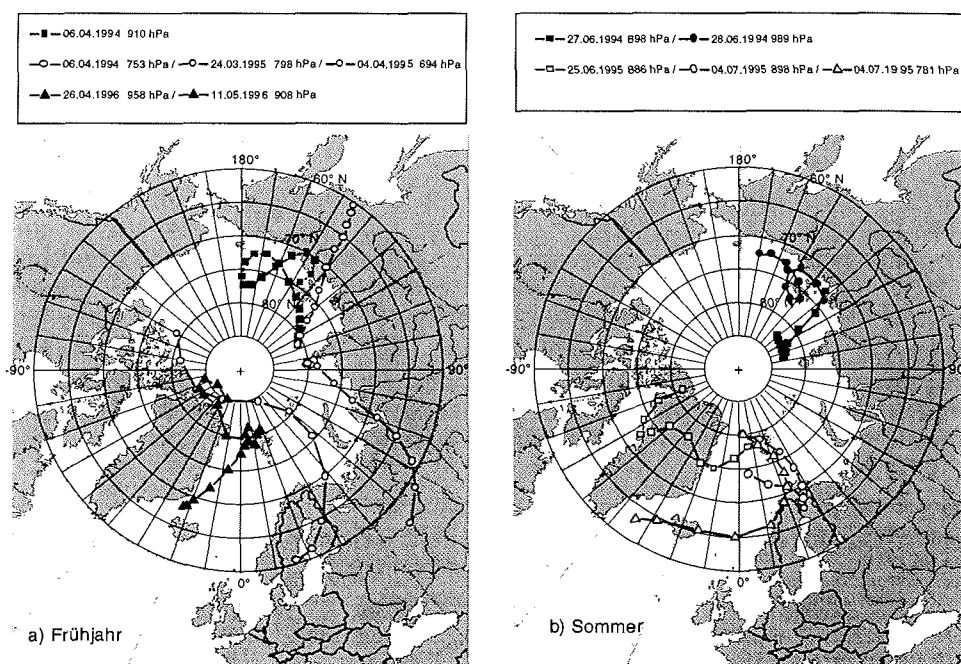 06.04.1994 910 hPa
06.04.1994 753 hPa / 24.03.1995 798 hPa / 04.04.1995 694 hPa
26.04.1996 958 hPa / 11.05.1996 908 hPa
180°
60° N
70° N
80° N
-90°
90°
0°
a) Frühjahr
27.06.1994 898 hPa / 28.06.1994 989 hPa
25.06.1995 886 hPa / 04.07.1995 898 hPa / 04.07.1995 781 hPa
180°
60° N
70° N
80° N
-90°
90°
0°
b) Sommer